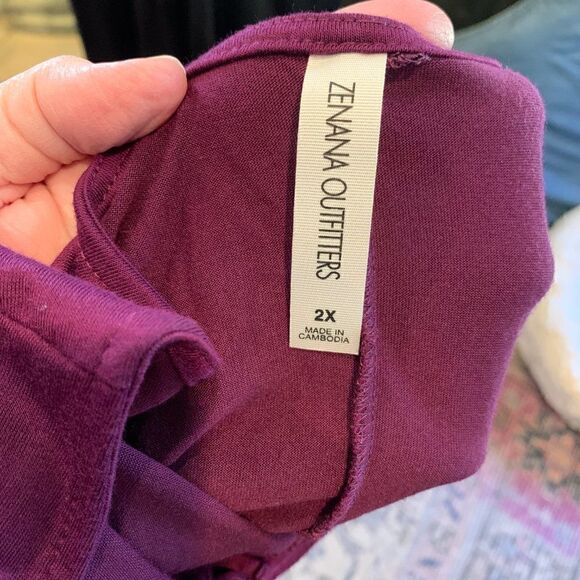 ZENANA OUTFITTERS
2X
MADE IN
CAMBODIA